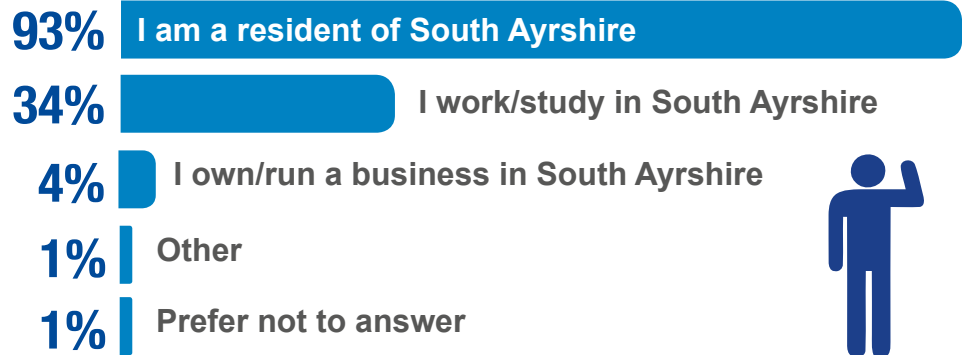 93% I am a resident of South Ayrshire
34% I work/study in South Ayrshire
4% I own/run a business in South Ayrshire
1% Other
1% Prefer not to answer